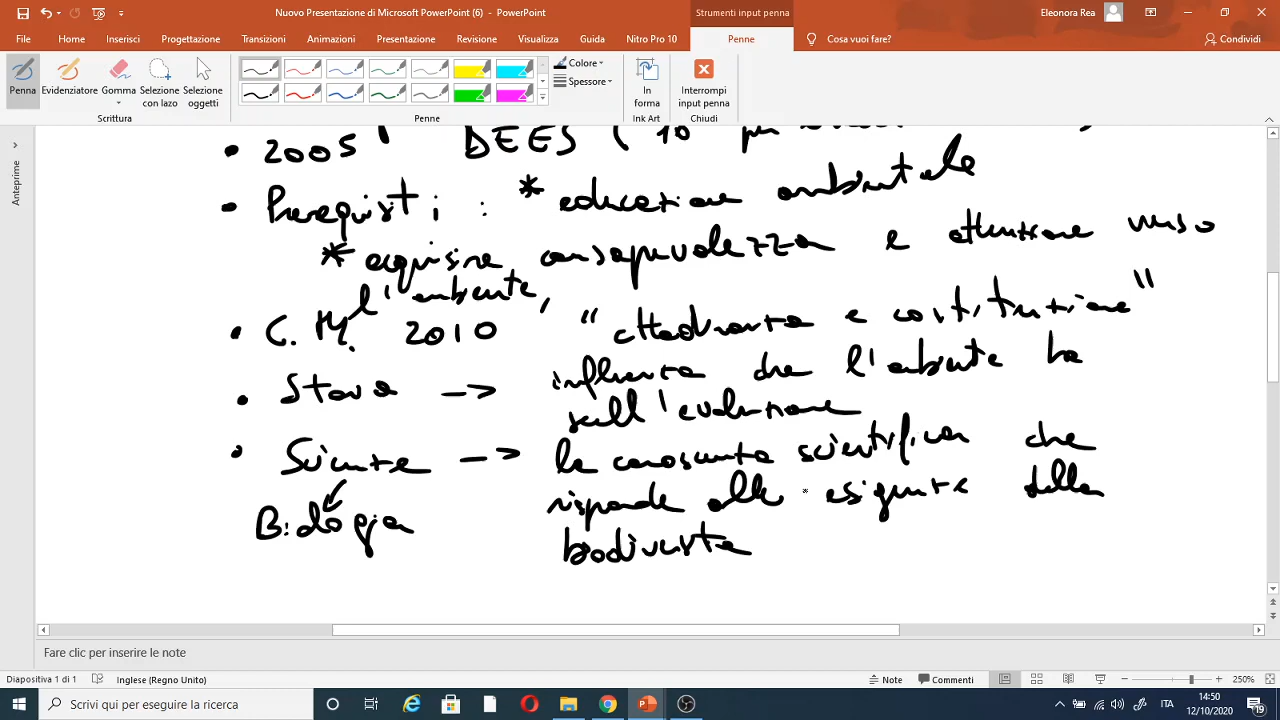 Nuovo Presentazione di Microsoft PowerPoint (6) - PowerPoint
Strumenti input penna
Eleonora Rea
File Home Inserisci Progettazione Transizioni Animazioni Presentazione Revisione Visualizza Guida Nitro Pro 10 Penne Cosa vuoi fare? Condividi
Penna Evidenziatore Gomma Selezione con lazo Selezione oggetti
Colore Spessore
In forma
Interrompi input penna
Scrittura Penne Ink Art Chiudi
Anteprime
• 2005 DEES ( 10
• Prerequisiti : * educazione ambientale
* acquisire consapevolezza e attenzione verso
l'ambiente,
• C.M. 2010 "cittadinanza e costituzione"
• Storia -> influenza che l'ambiente ha
sull'evoluzione
• Scienze -> la conoscenza scientifica che
risponde alle esigenze della
Biologia biodiversità
Fare clic per inserire le note
Diapositiva 1 di 1 Inglese (Regno Unito) Note Commenti 250%
Scrivi qui per eseguire la ricerca
ITA 14:50 12/10/2020